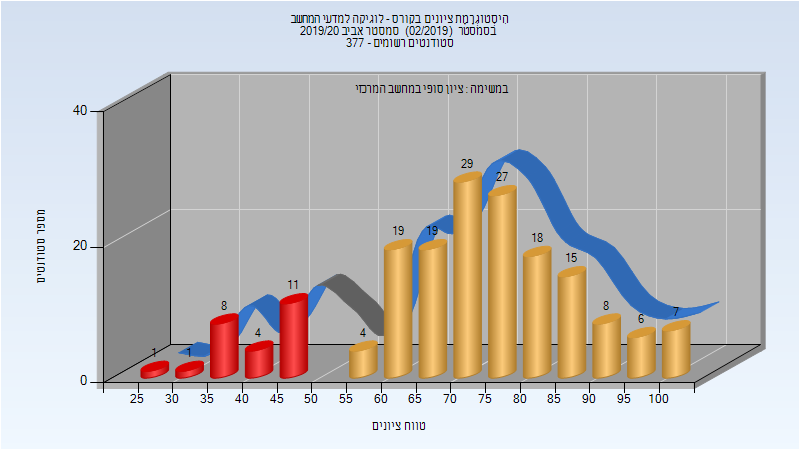 היסטוגרמת ציונים בקורס - לוגיקה למדעי המחשב
בסמסטר (02/2019) סמסטר אביב 2019/20
סטודנטים רשומים - 377
במשימה : ציון סופי במחשב המרכזי
40
20
0
מספר סטודנטים
1
1
8
4
11
4
19
19
29
27
18
15
8
6
7
25 30 35 40 45 50 55 60 65 70 75 80 85 90 95 100
טווח ציונים